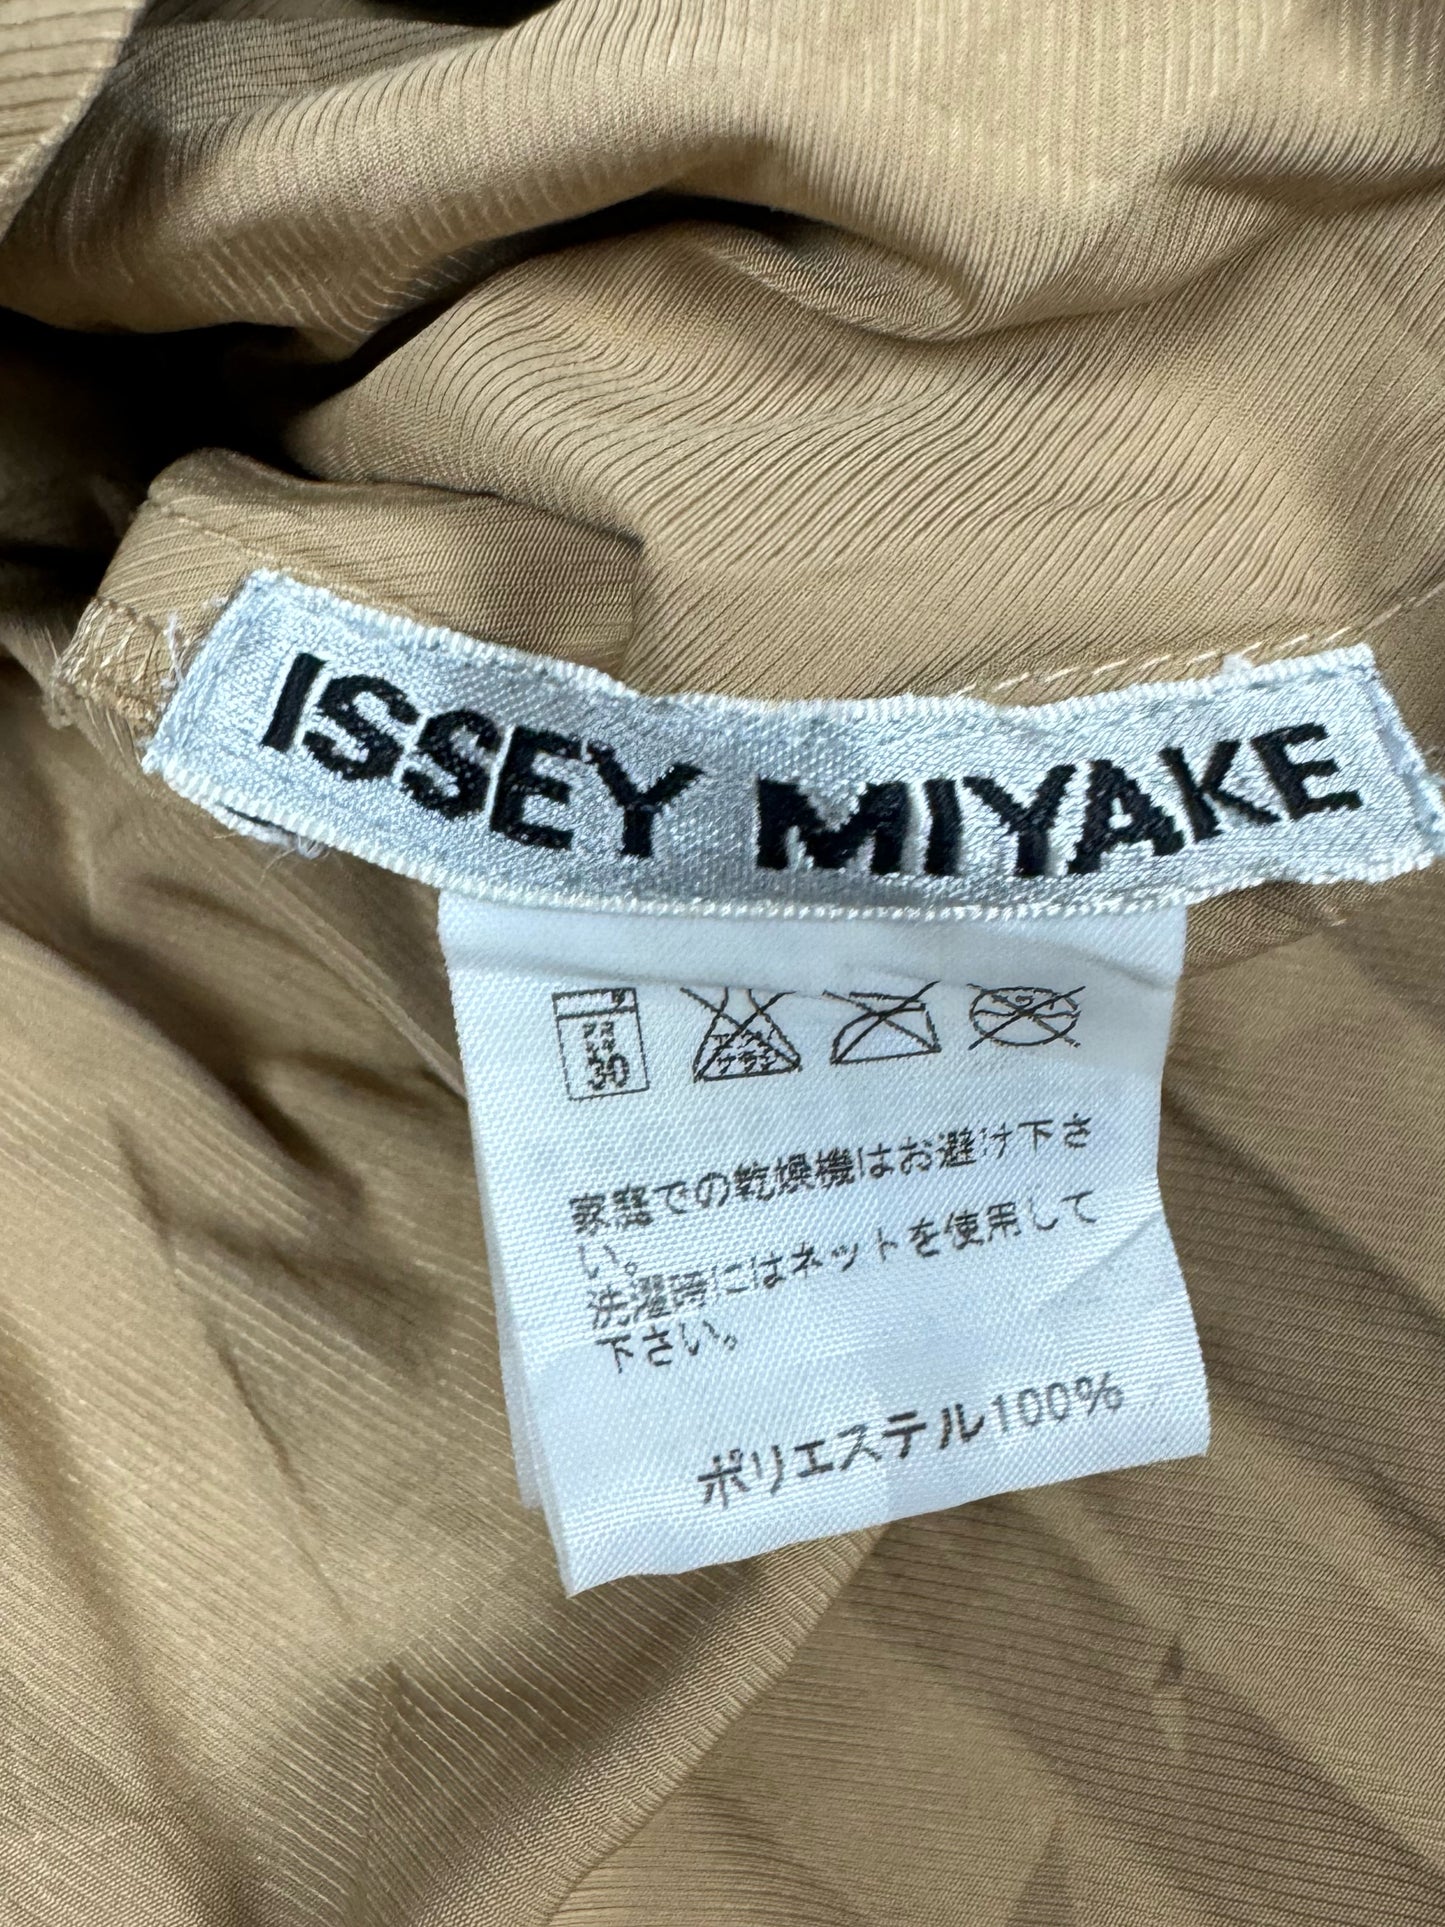 ISSEY MIYAKE
30
家庭での乾燥機はお避け下さ
い。
洗濯時にはネットを使用して
下さい。
ポリエステル100%